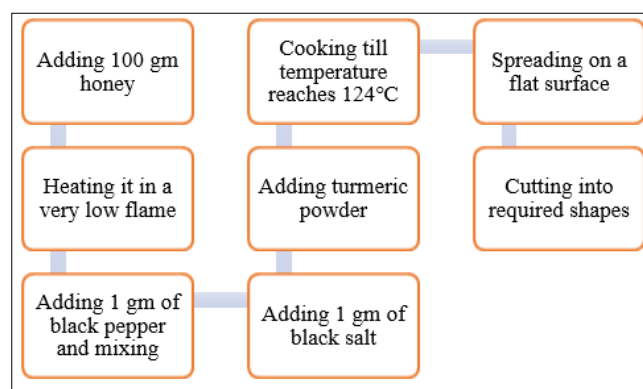 Adding 100 gm
honey
Heating it in a
very low flame
Adding 1 gm of
black pepper
and mixing
Adding 1 gm of
black salt
Adding turmeric
powder
Cooking till
temperature
reaches 124℃
Spreading on a
flat surface
Cutting into
required shapes